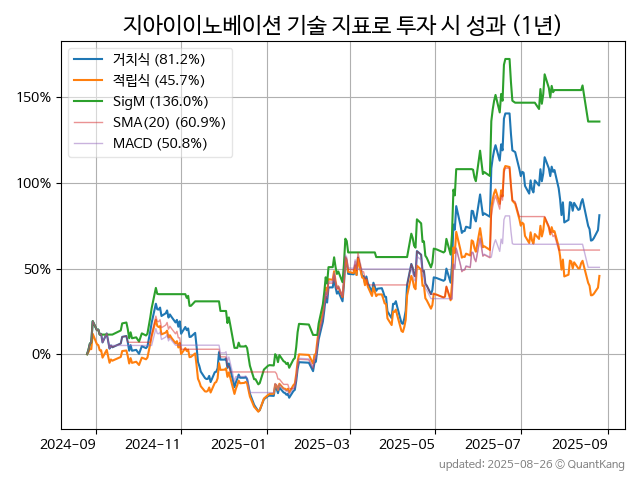 지아이이노베이션 기술 지표로 투자 시 성과 (1년)
거치식 (81.2%)
적립식 (45.7%)
SigM (136.0%)
SMA(20) (60.9%)
MACD (50.8%)
150%
100%
50%
0%
2024-09 2024-11 2025-01 2025-03 2025-05 2025-07 2025-09
updated: 2025-08-26 © QuantKang